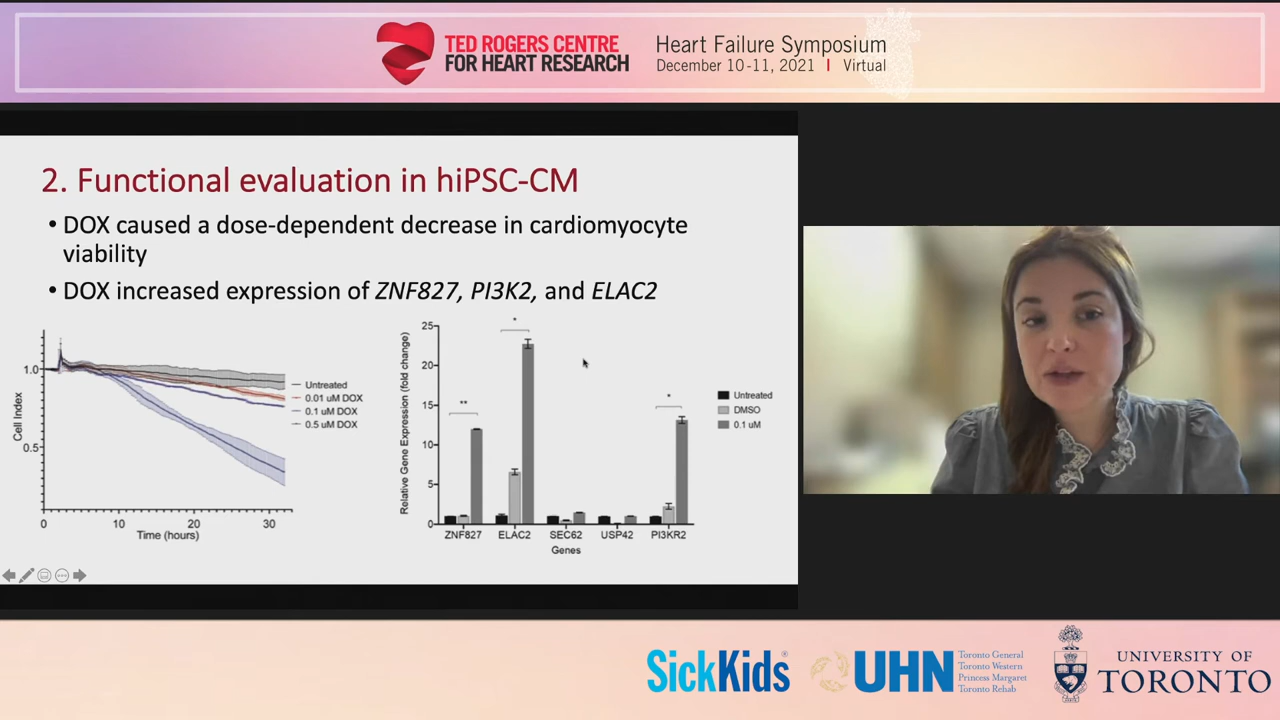 TED ROGERS CENTRE
FOR HEART RESEARCH
Heart Failure Symposium
December 10-11, 2021 | Virtual
2. Functional evaluation in hiPSC-CM
• DOX caused a dose-dependent decrease in cardiomyocyte
viability
• DOX increased expression of ZNF827, PI3K2, and ELAC2
Cell Index
1.0
0.5
0
10
20
30
Time (hours)
Untreated
0.01 uM DOX
0.1 uM DOX
0.5 uM DOX
Relative Gene Expression (fold change)
25
20
15
10
5
0
**
*
*
ZNF827
ELAC2
SEC62
USP42
PI3KR2
Genes
Untreated
DMSO
0.1 uM
SickKids®
UHN
Toronto General
Toronto Western
Princess Margaret
Toronto Rehab
UNIVERSITY OF
TORONTO